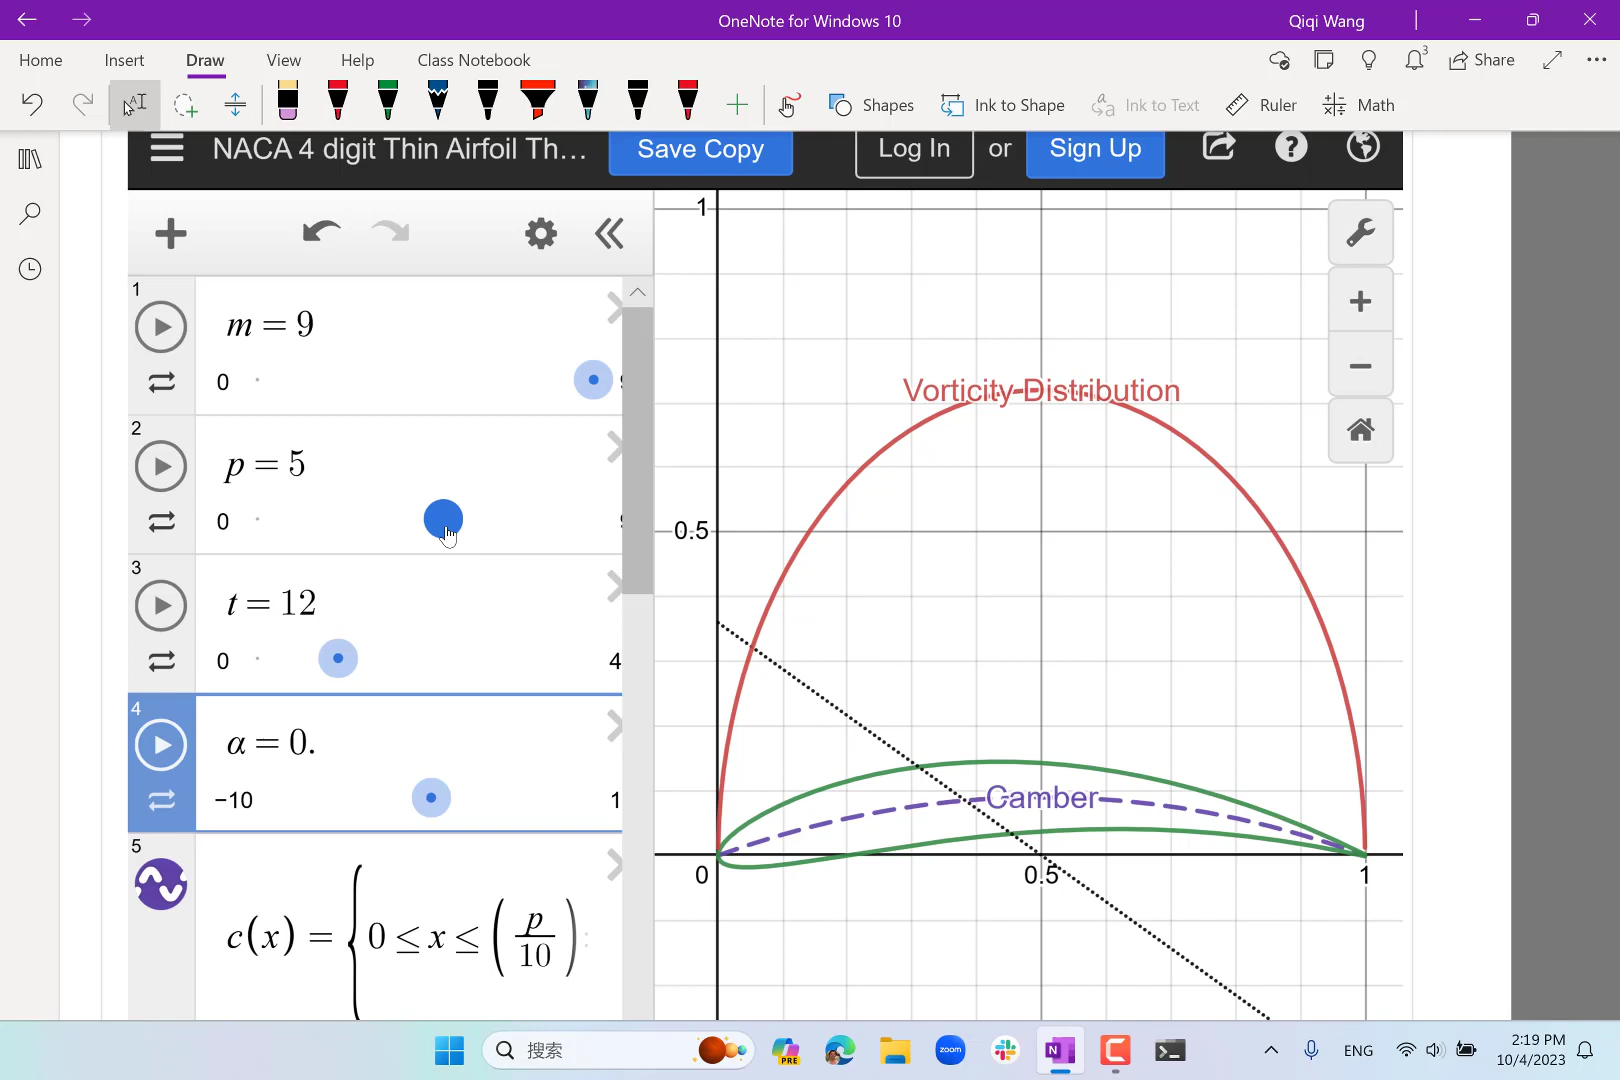 OneNote for Windows 10
Qiqi Wang
Home Insert Draw View Help Class Notebook
3
Share
Shapes Ink to Shape Ink to Text Ruler Math
NACA 4 digit Thin Airfoil Th...
Save Copy
Log In or Sign Up
1
m = 9
0
2
p = 5
0
3
t = 12
0 4
4
α = 0.
−10 1
5
c(x) = { 0 ≤ x ≤ (p/10) :
1
Vorticity Distribution
0.5
Camber
0 0.5 1
搜索
PRE
zoom
ENG
2:19 PM
10/4/2023